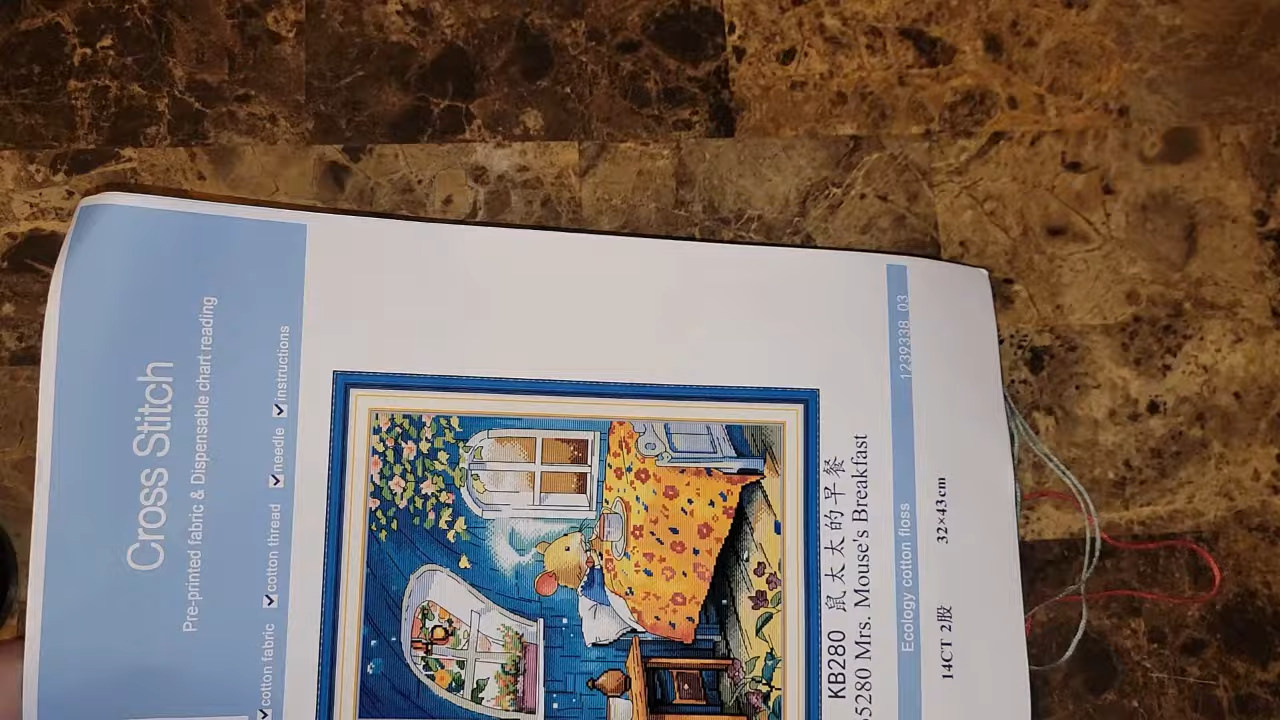 Cross Stitch
Pre-printed fabric & Dispensable chart reading
cotton fabric cotton thread needle instructions
KB280 鼠太太的早餐
5280 Mrs. Mouse's Breakfast
Ecology cotton floss 1239338 03
14CT 2股 32×43cm